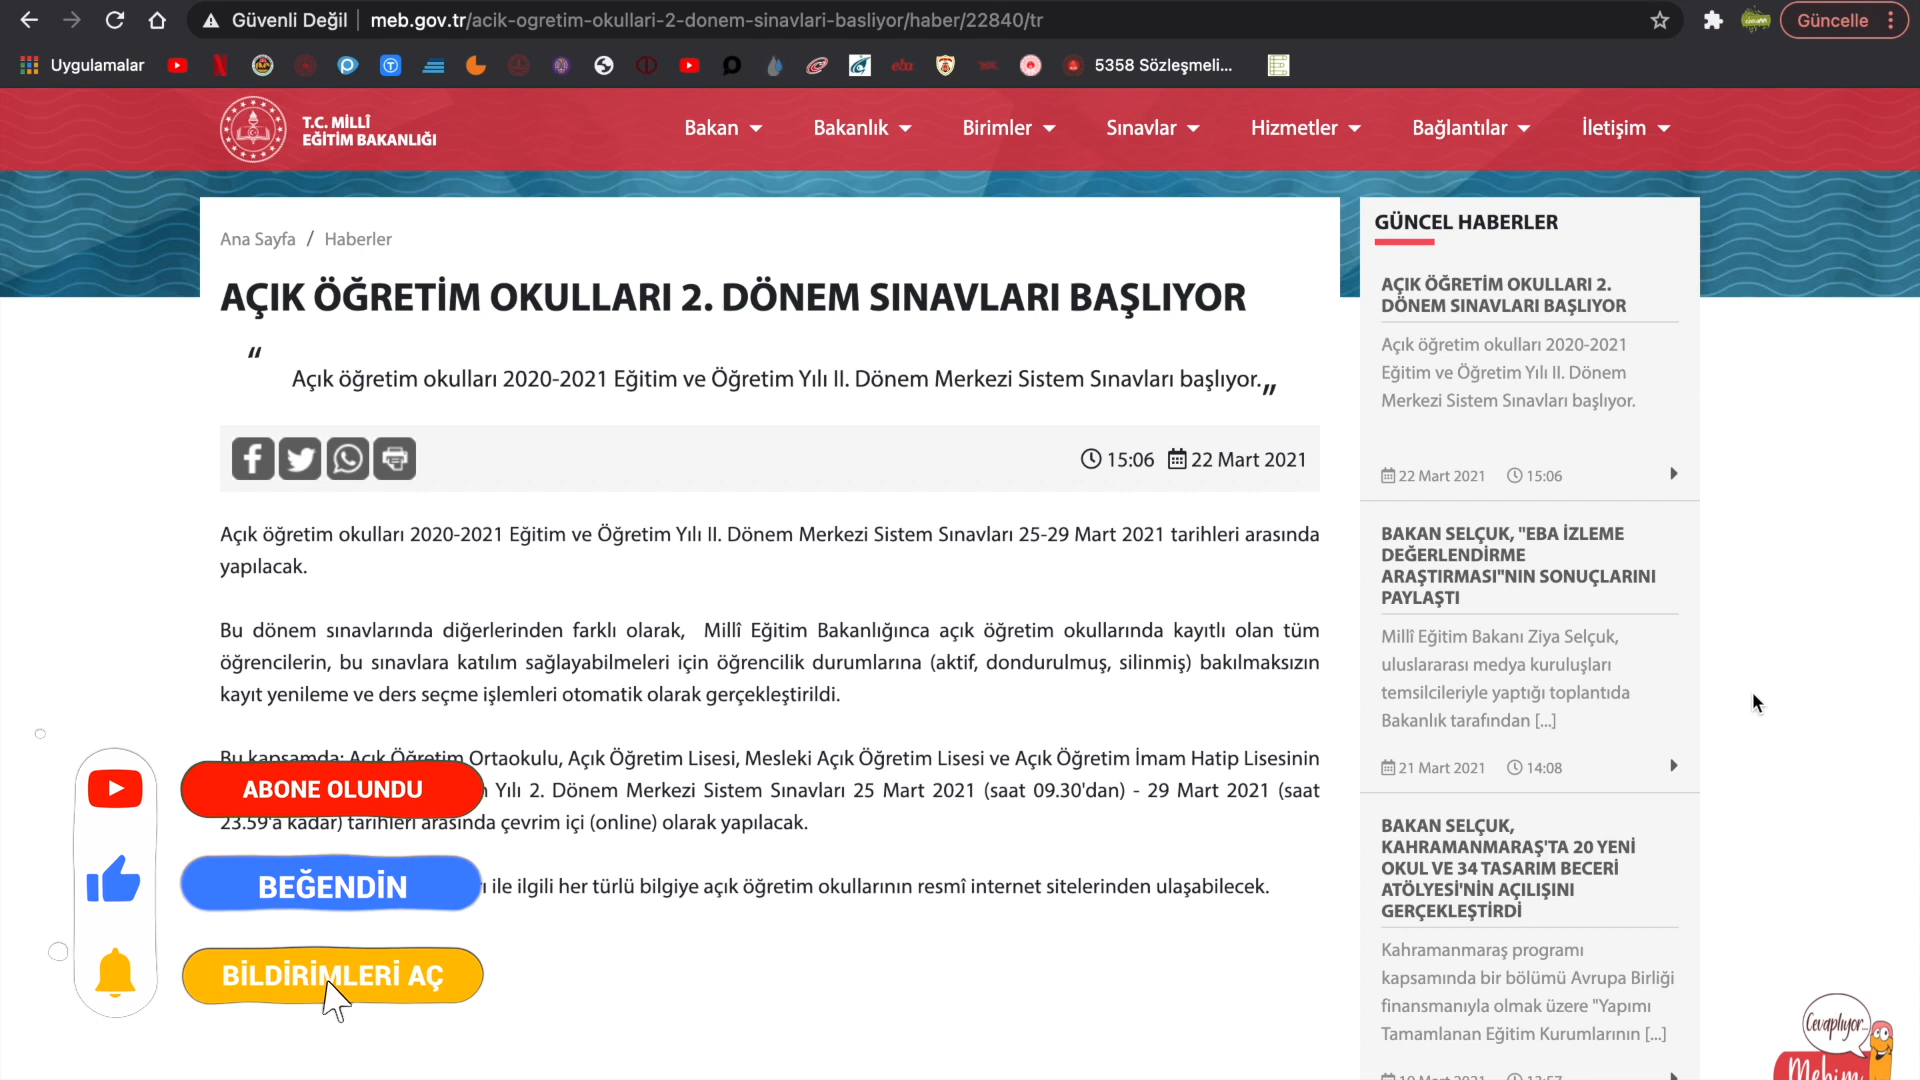 Güvenli Değil | meb.gov.tr/acik-ogretim-okullari-2-donem-sinavlari-basliyor/haber/22840/tr
Güncelle
Uygulamalar
eba
5358 Sözleşmeli...
T.C. MİLLÎ
EĞİTİM BAKANLIĞI
Bakan
Bakanlık
Birimler
Sınavlar
Hizmetler
Bağlantılar
İletişim
Ana Sayfa / Haberler
AÇIK ÖĞRETİM OKULLARI 2. DÖNEM SINAVLARI BAŞLIYOR
“ Açık öğretim okulları 2020-2021 Eğitim ve Öğretim Yılı II. Dönem Merkezi Sistem Sınavları başlıyor. „
15:06 22 Mart 2021
Açık öğretim okulları 2020-2021 Eğitim ve Öğretim Yılı II. Dönem Merkezi Sistem Sınavları 25-29 Mart 2021 tarihleri arasında
yapılacak.
Bu dönem sınavlarında diğerlerinden farklı olarak, Millî Eğitim Bakanlığınca açık öğretim okullarında kayıtlı olan tüm
öğrencilerin, bu sınavlara katılım sağlayabilmeleri için öğrencilik durumlarına (aktif, dondurulmuş, silinmiş) bakılmaksızın
kayıt yenileme ve ders seçme işlemleri otomatik olarak gerçekleştirildi.
Bu kapsamda; Açık Öğretim Ortaokulu, Açık Öğretim Lisesi, Mesleki Açık Öğretim Lisesi ve Açık Öğretim İmam Hatip Lisesinin
Yılı 2. Dönem Merkezi Sistem Sınavları 25 Mart 2021 (saat 09.30'dan) - 29 Mart 2021 (saat
23.59'a kadar) tarihleri arasında çevrim içi (online) olarak yapılacak.
ile ilgili her türlü bilgiye açık öğretim okullarının resmî internet sitelerinden ulaşabilecek.
ABONE OLUNDU
BEĞENDİN
BİLDİRİMLERİ AÇ
GÜNCEL HABERLER
AÇIK ÖĞRETİM OKULLARI 2.
DÖNEM SINAVLARI BAŞLIYOR
Açık öğretim okulları 2020-2021
Eğitim ve Öğretim Yılı II. Dönem
Merkezi Sistem Sınavları başlıyor.
22 Mart 2021 15:06
BAKAN SELÇUK, "EBA İZLEME
DEĞERLENDİRME
ARAŞTIRMASI"NIN SONUÇLARINI
PAYLAŞTI
Millî Eğitim Bakanı Ziya Selçuk,
uluslararası medya kuruluşları
temsilcileriyle yaptığı toplantıda
Bakanlık tarafından [...]
21 Mart 2021 14:08
BAKAN SELÇUK,
KAHRAMANMARAŞ'TA 20 YENİ
OKUL VE 34 TASARIM BECERİ
ATÖLYESİ'NİN AÇILIŞINI
GERÇEKLEŞTİRDİ
Kahramanmaraş programı
kapsamında bir bölümü Avrupa Birliği
finansmanıyla olmak üzere "Yapımı
Tamamlanan Eğitim Kurumlarının [...]
Cevaplıyor...